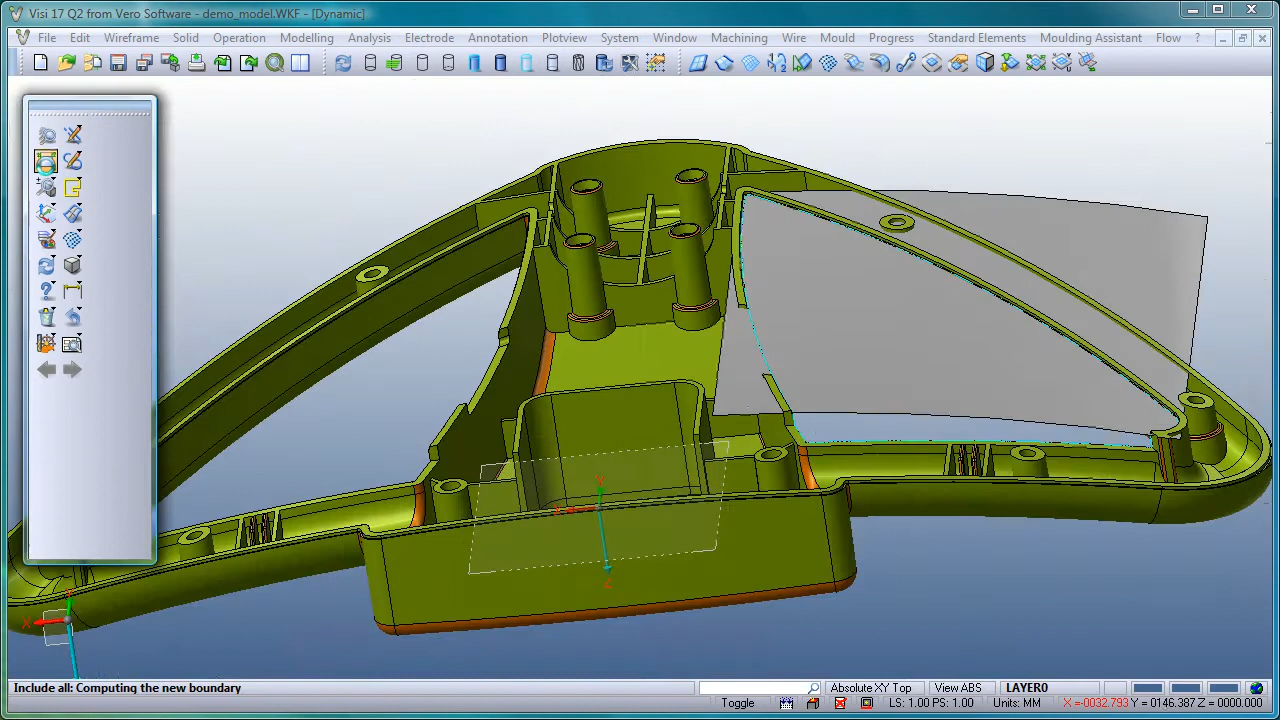 Visi 17 Q2 from Vero Software - demo_model.WKF - [Dynamic]
File Edit Wireframe Solid Operation Modelling Analysis Electrode Annotation Plotview System Window Machining Wire Mould Progress Standard Elements Moulding Assistant Flow ?
Y
Z
X
Include all: Computing the new boundary
Absolute XY Top View ABS LAYER0
Toggle LS: 1.00 PS: 1.00 Units: MM X =-0032.793 Y = 0146.387 Z = 0000.000